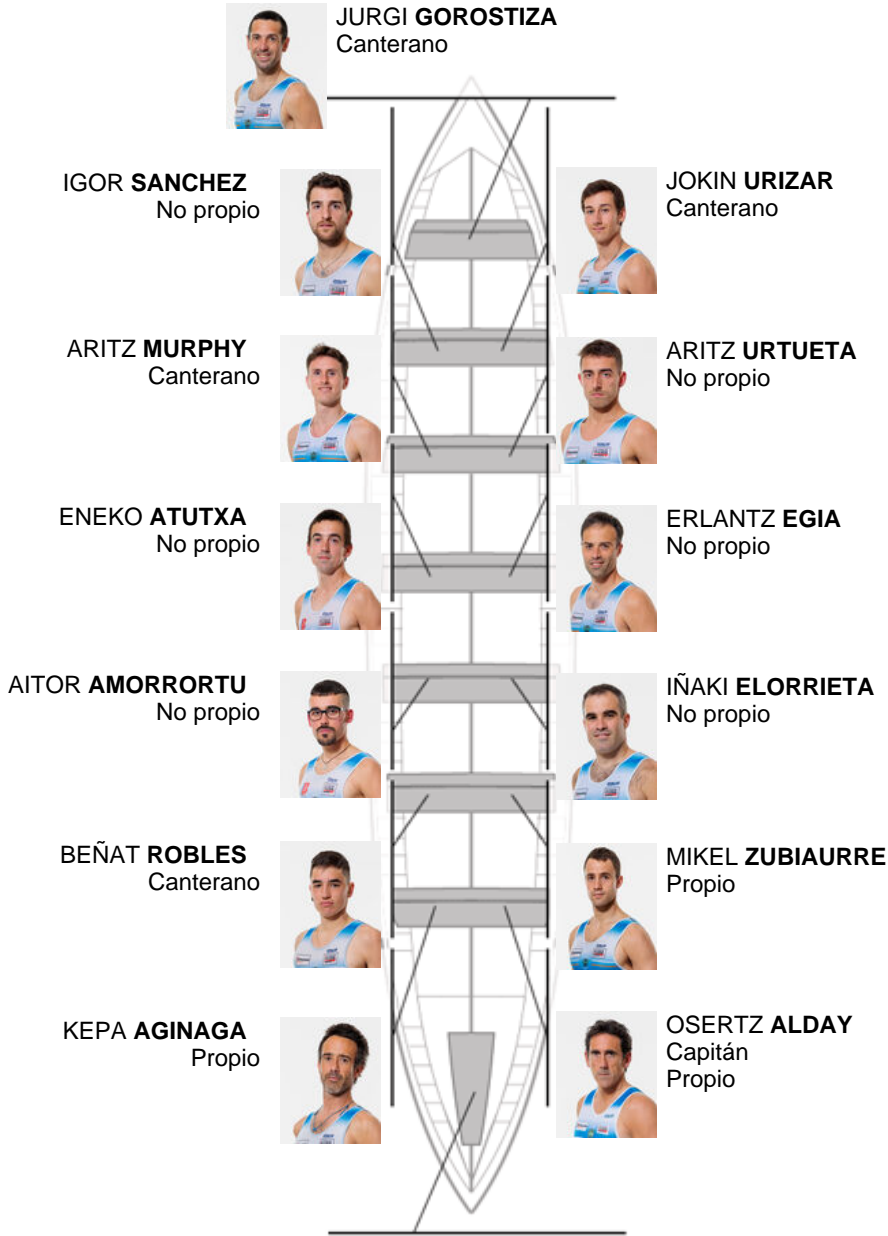 JURGI GOROSTIZA
Canterano
IGOR SANCHEZ
No propio
JOKIN URIZAR
Canterano
ARITZ MURPHY
Canterano
ARITZ URTUETA
No propio
ENEKO ATUTXA
No propio
ERLANTZ EGIA
No propio
AITOR AMORRORTU
No propio
IÑAKI ELORRIETA
No propio
BEÑAT ROBLES
Canterano
MIKEL ZUBIAURRE
Propio
KEPA AGINAGA
Propio
OSERTZ ALDAY
Capitán
Propio